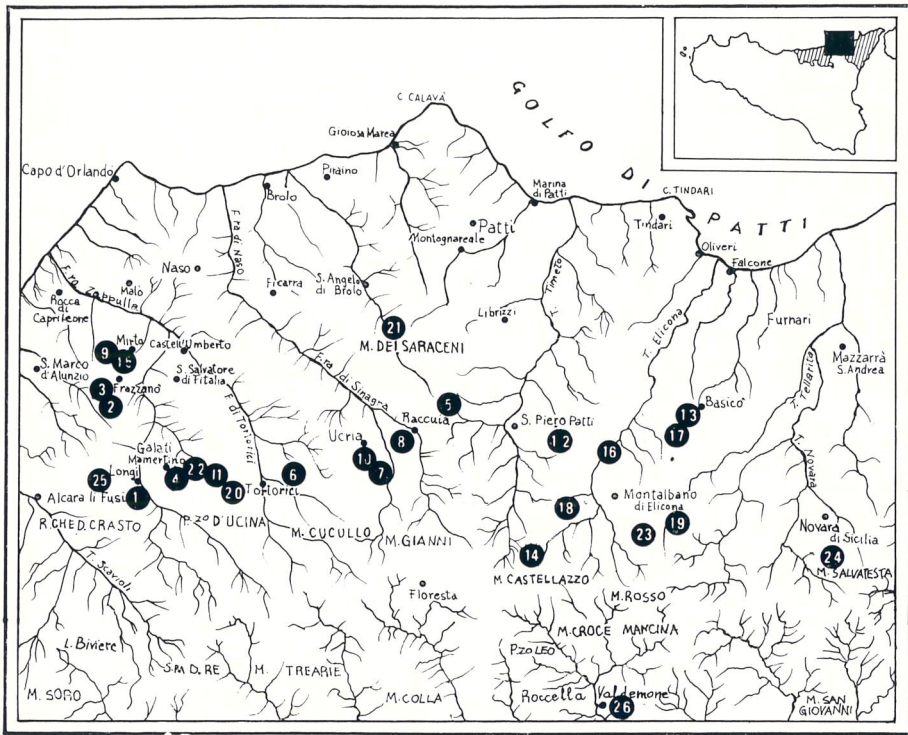 GOLFO DI PATTI
C. CALAVÀ
Gioiosa Marea
Capo d'Orlando
Piraino
Brolo
Marina
di Patti
C. TINDARI
Patti
Tindari
Montagnareale
Oliveri
Falcone
F.ra di Naso
F.ra Zappulla
Naso
Malò
Rocca
di
Caprileone
Ficarra
S. Angelo
di Brolo
Librizzi
T. Timeto
T. Elicona
Furnari
21
M. DEI SARACENI
9
15
Mirto
Castell'Umberto
S. Marco
d'Alunzio
3
Frazzanò
2
S. Salvatore
di Fitalia
F. di Tortorici
F.ra di Sinagra
Mazzarrà
S. Andrea
T. Tellarita
5
Raccuia
8
Ucria
10
7
S. Piero Patti
12
Basicò
13
17
16
T. Novara
Galati
Mamertino
4
22
11
20
6
Tortorici
25
Longi
1
Alcara li Fusi
R.CHE D. CRASTO
P.zo D'UCINA
M. CUCULLO
M. GIANNI
18
Montalbano
di Elicona
19
23
14
M. CASTELLAZZO
Novara
di Sicilia
24
M. SALVATESTA
T. Scavioli
Floresta
M. ROSSO
M. CROCE MANCINA
P.ZO LEO
L. Biviere
M. SORO
S.M.D. RE
M. TREARIE
M. COLLA
Roccella Valdemone
26
M. SAN
GIOVANNI